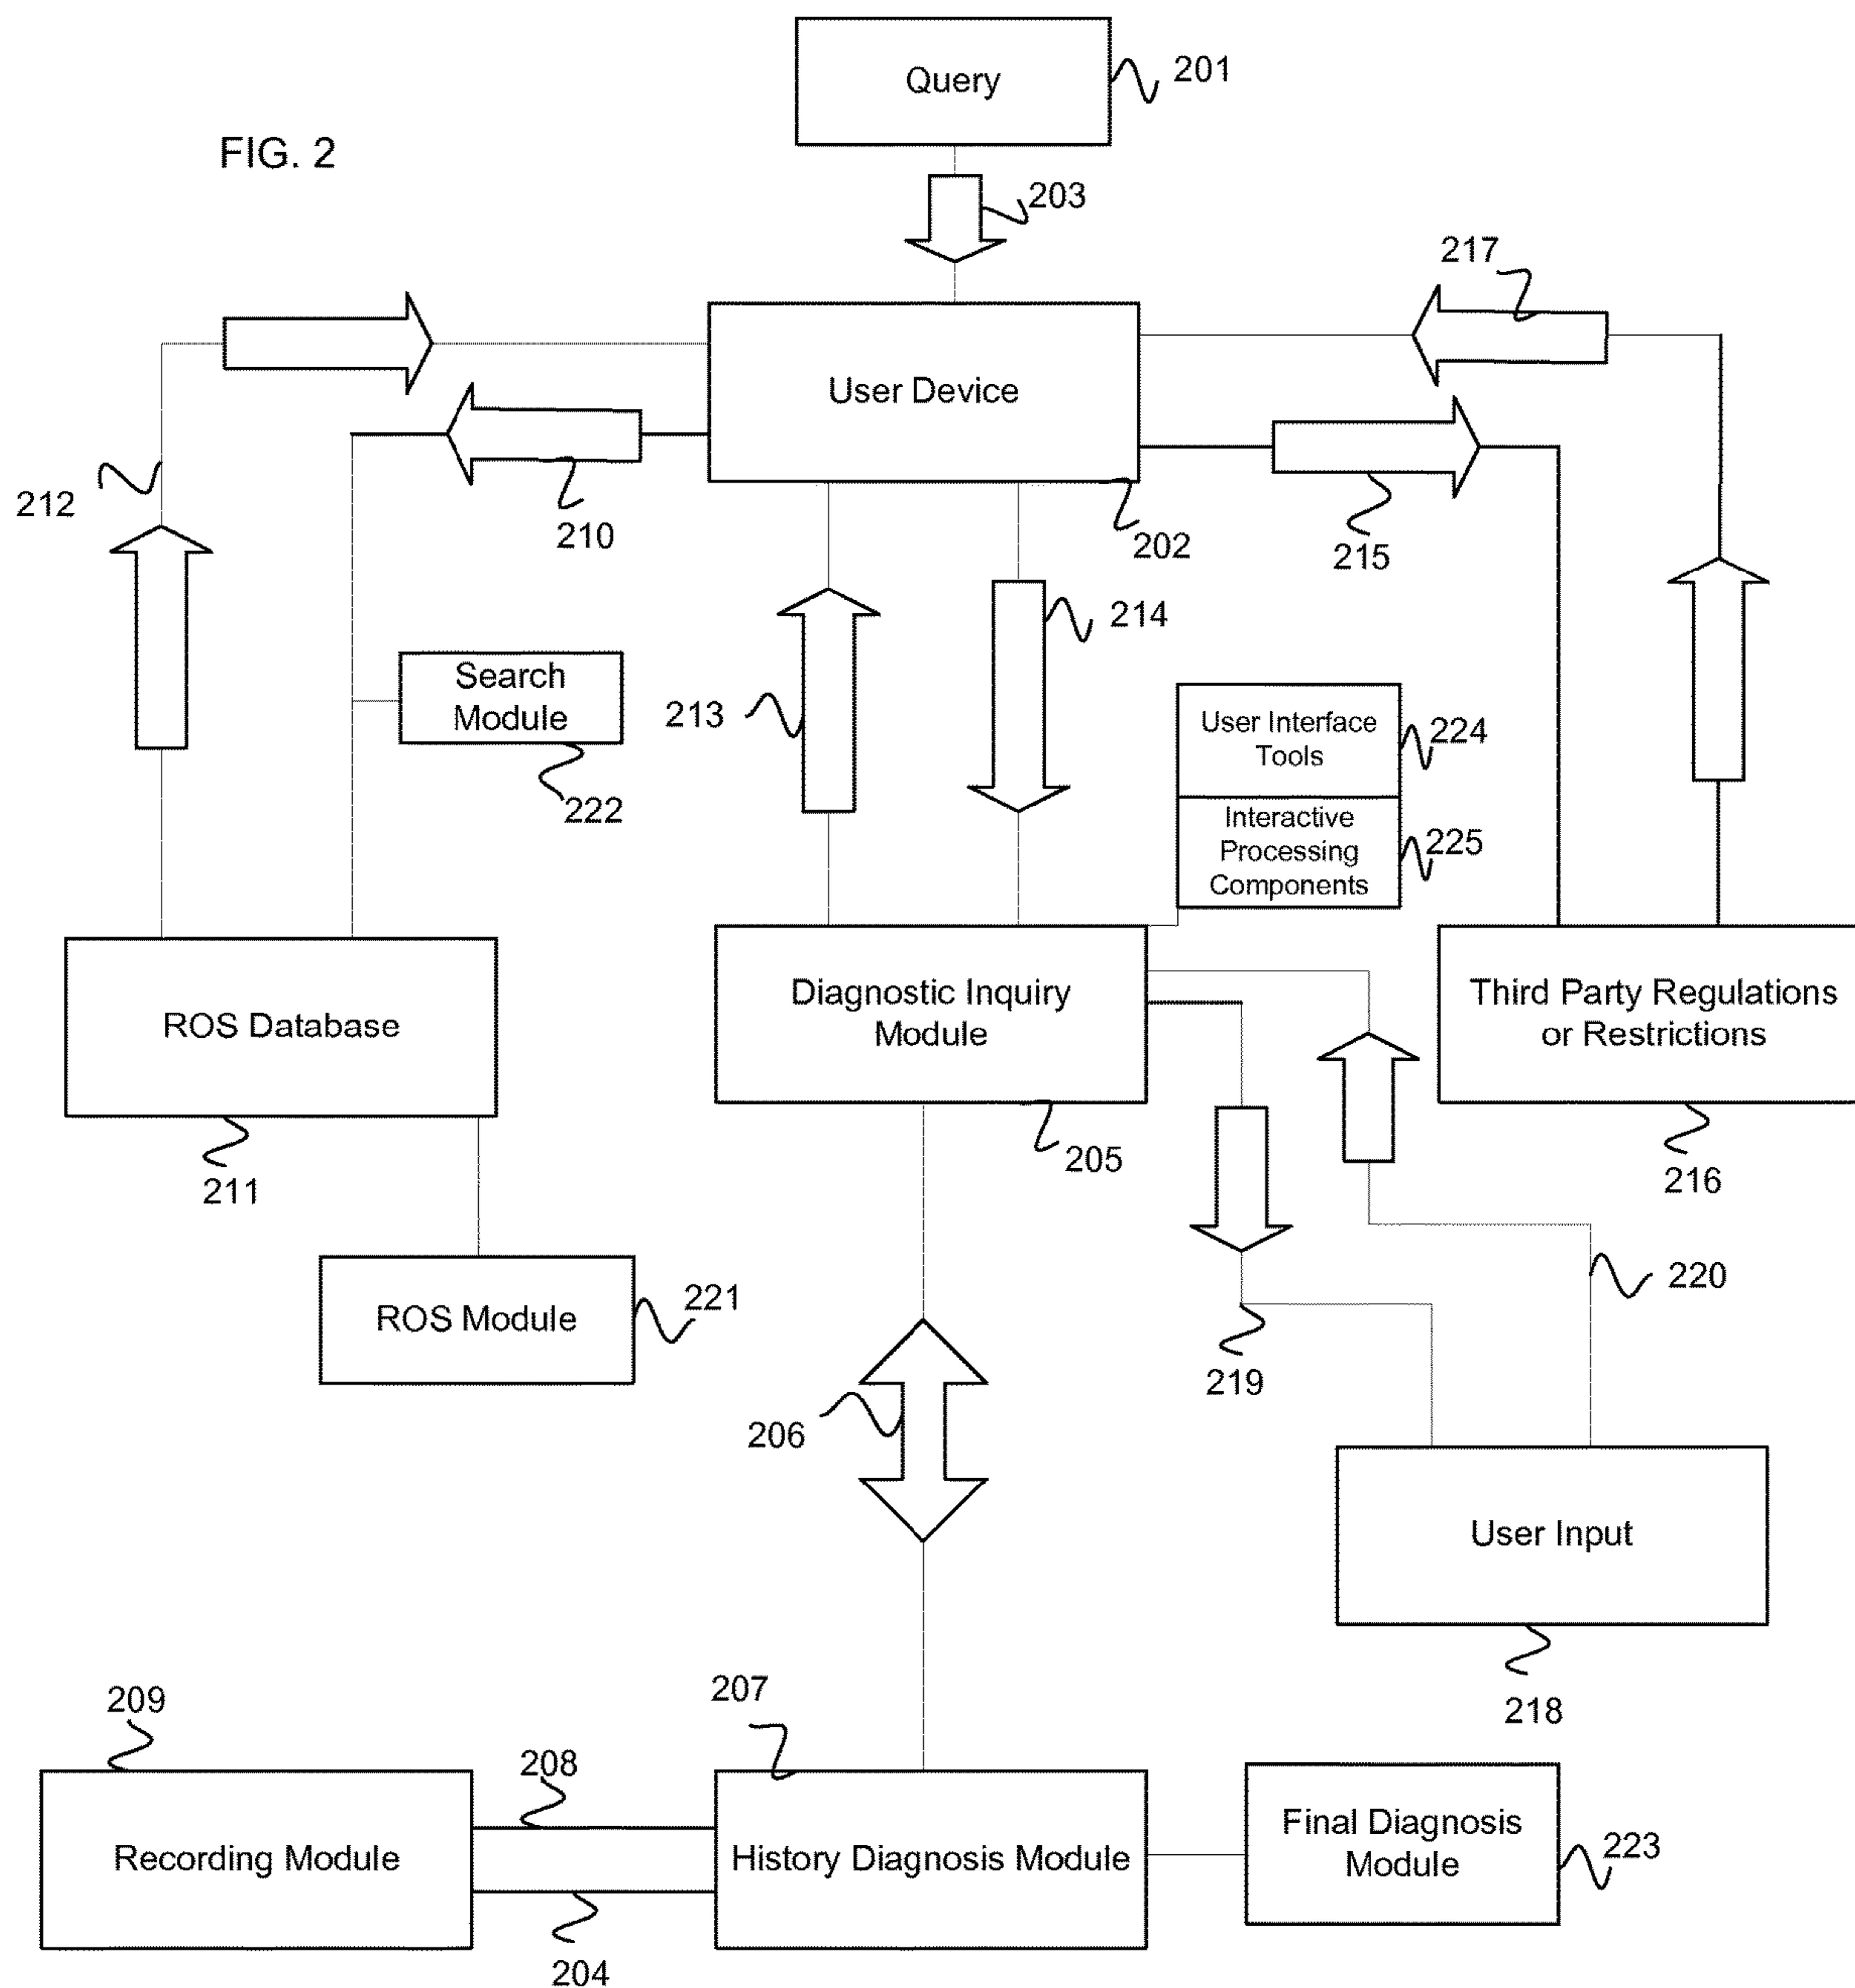 Query
201
FIG. 2
203
217
User Device
212
210
202
215
214
Search
Module
213
222
User Interface
Tools
224
Interactive
Processing
Components
225
ROS Database
Diagnostic Inquiry
Module
Third Party Regulations
or Restrictions
211
205
216
ROS Module
221
220
219
206
User Input
218
209
207
208
Recording Module
History Diagnosis Module
Final Diagnosis
Module
223
204